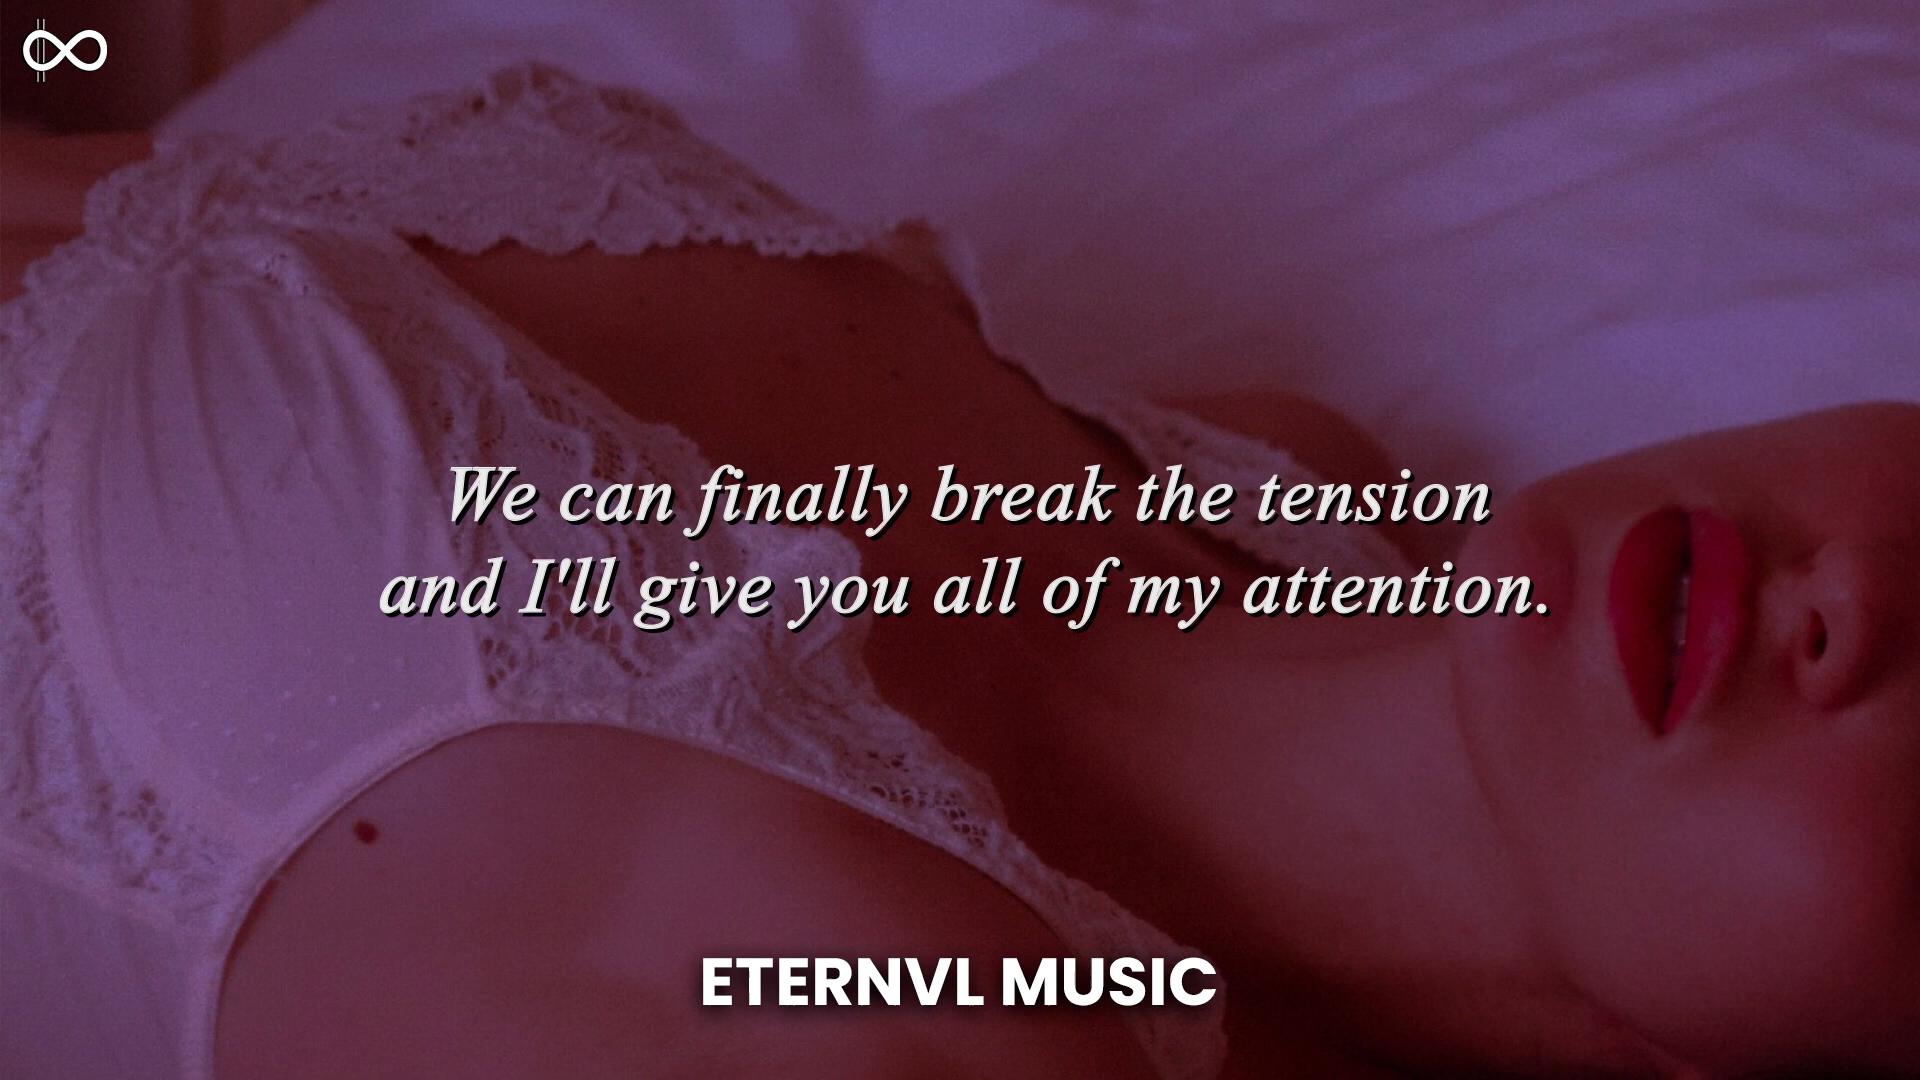 We can finally break the tension
and I'll give you all of my attention.
ETERNVL MUSIC